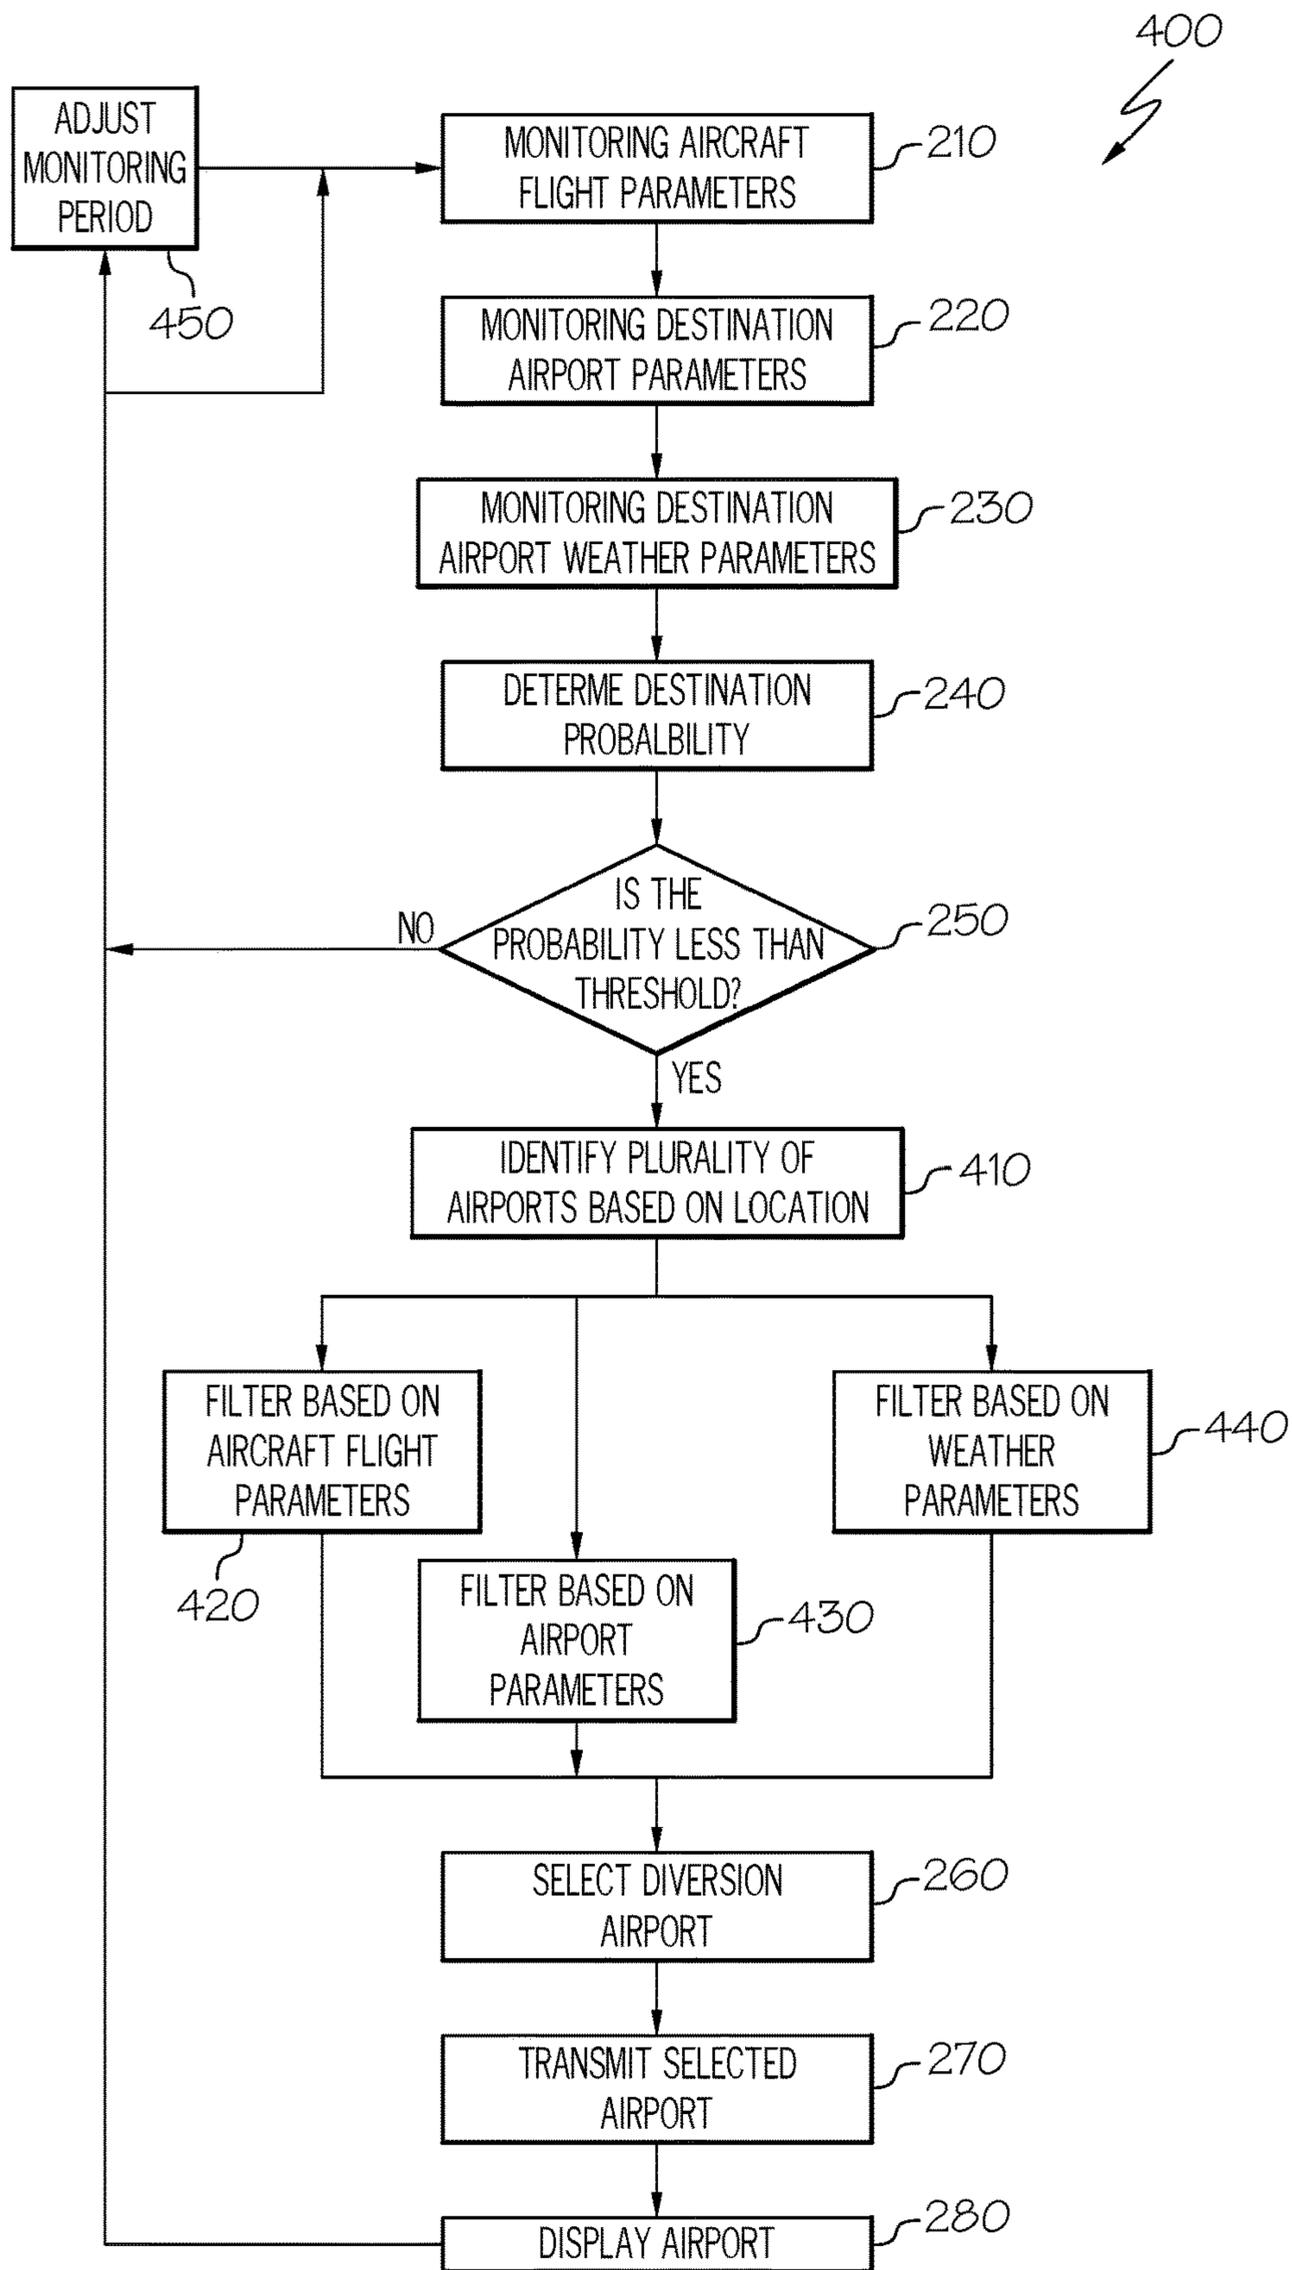 400
ADJUST
MONITORING
PERIOD
450
MONITORING AIRCRAFT
FLIGHT PARAMETERS
210
MONITORING DESTINATION
AIRPORT PARAMETERS
220
MONITORING DESTINATION
AIRPORT WEATHER PARAMETERS
230
DETERME DESTINATION
PROBALBILITY
240
IS THE
PROBABILITY LESS THAN
THRESHOLD?
250
NO
YES
IDENTIFY PLURALITY OF
AIRPORTS BASED ON LOCATION
410
FILTER BASED ON
AIRCRAFT FLIGHT
PARAMETERS
420
FILTER BASED ON
AIRPORT
PARAMETERS
430
FILTER BASED ON
WEATHER
PARAMETERS
440
SELECT DIVERSION
AIRPORT
260
TRANSMIT SELECTED
AIRPORT
270
DISPLAY AIRPORT
280